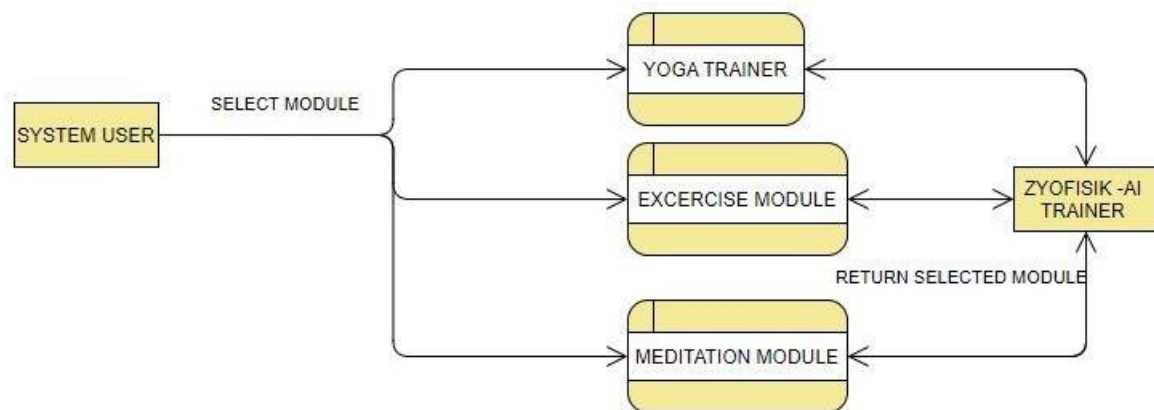 YOGA TRAINER
SELECT MODULE
SYSTEM USER
EXCERCISE MODULE
ZYOFISIK -AI
TRAINER
RETURN SELECTED MODULE
MEDITATION MODULE